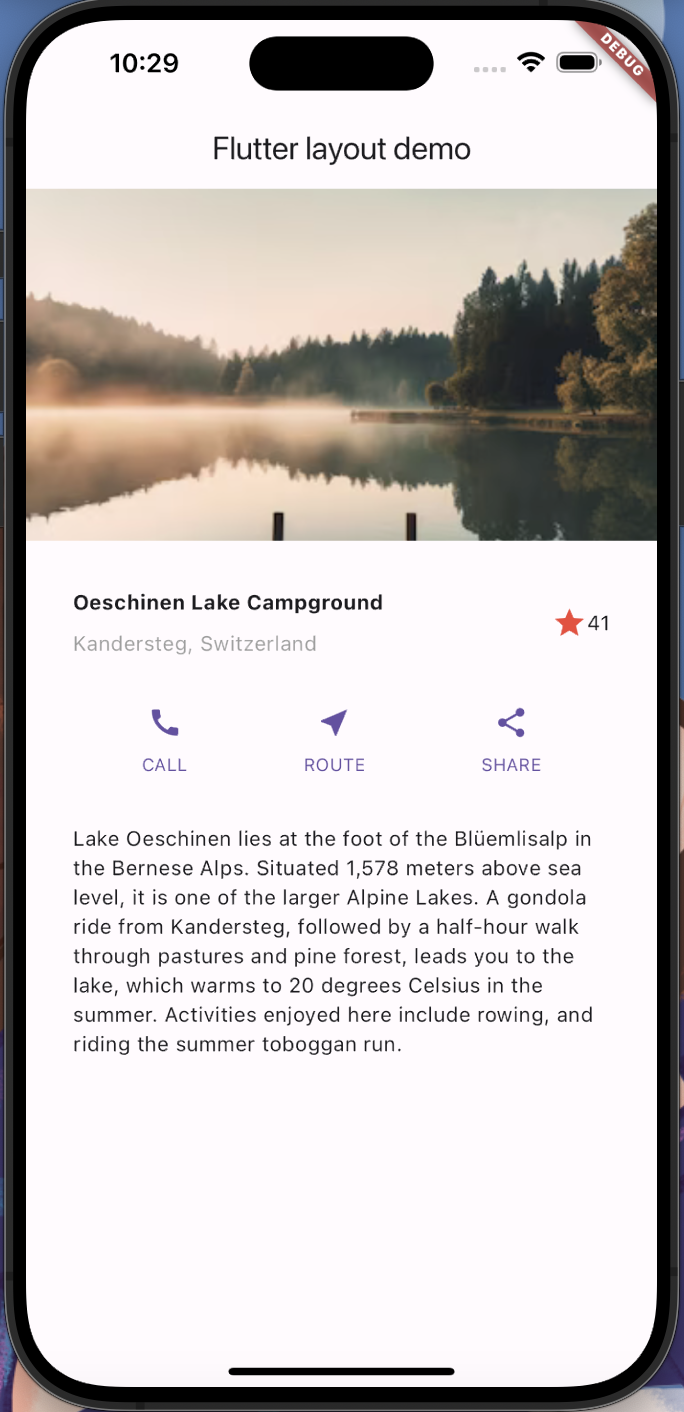 10:29
DEBUG
Flutter layout demo
Oeschinen Lake Campground
Kandersteg, Switzerland
41
CALL ROUTE SHARE
Lake Oeschinen lies at the foot of the Blüemlisalp in
the Bernese Alps. Situated 1,578 meters above sea
level, it is one of the larger Alpine Lakes. A gondola
ride from Kandersteg, followed by a half-hour walk
through pastures and pine forest, leads you to the
lake, which warms to 20 degrees Celsius in the
summer. Activities enjoyed here include rowing, and
riding the summer toboggan run.